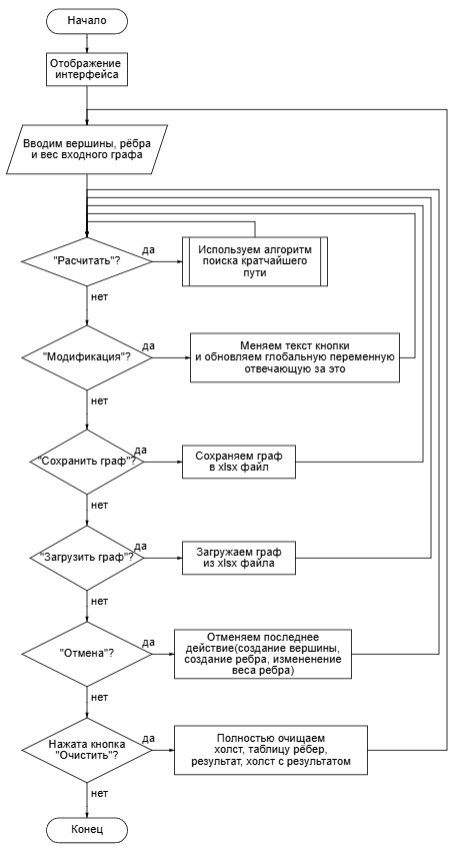 Начало
Отображение
интерфейса
Вводим вершины, рёбра
и вес входного графа
"Расчитать"?
да
Используем алгоритм
поиска кратчайшего
пути
нет
"Модификация"?
да
Меняем текст кнопки
и обновляем глобальную переменную
отвечающую за это
нет
"Сохранить граф"?
да
Сохраняем граф
в xlsx файл
нет
"Загрузить граф"?
да
Загружаем граф
из xlsx файла
нет
"Отмена"?
да
Отменяем последнее
действие(создание вершины,
создание ребра, измененение
веса ребра)
нет
Нажата кнопка
"Очистить"?
да
Полностью очищаем
холст, таблицу рёбер,
результат, холст с результатом
нет
Конец